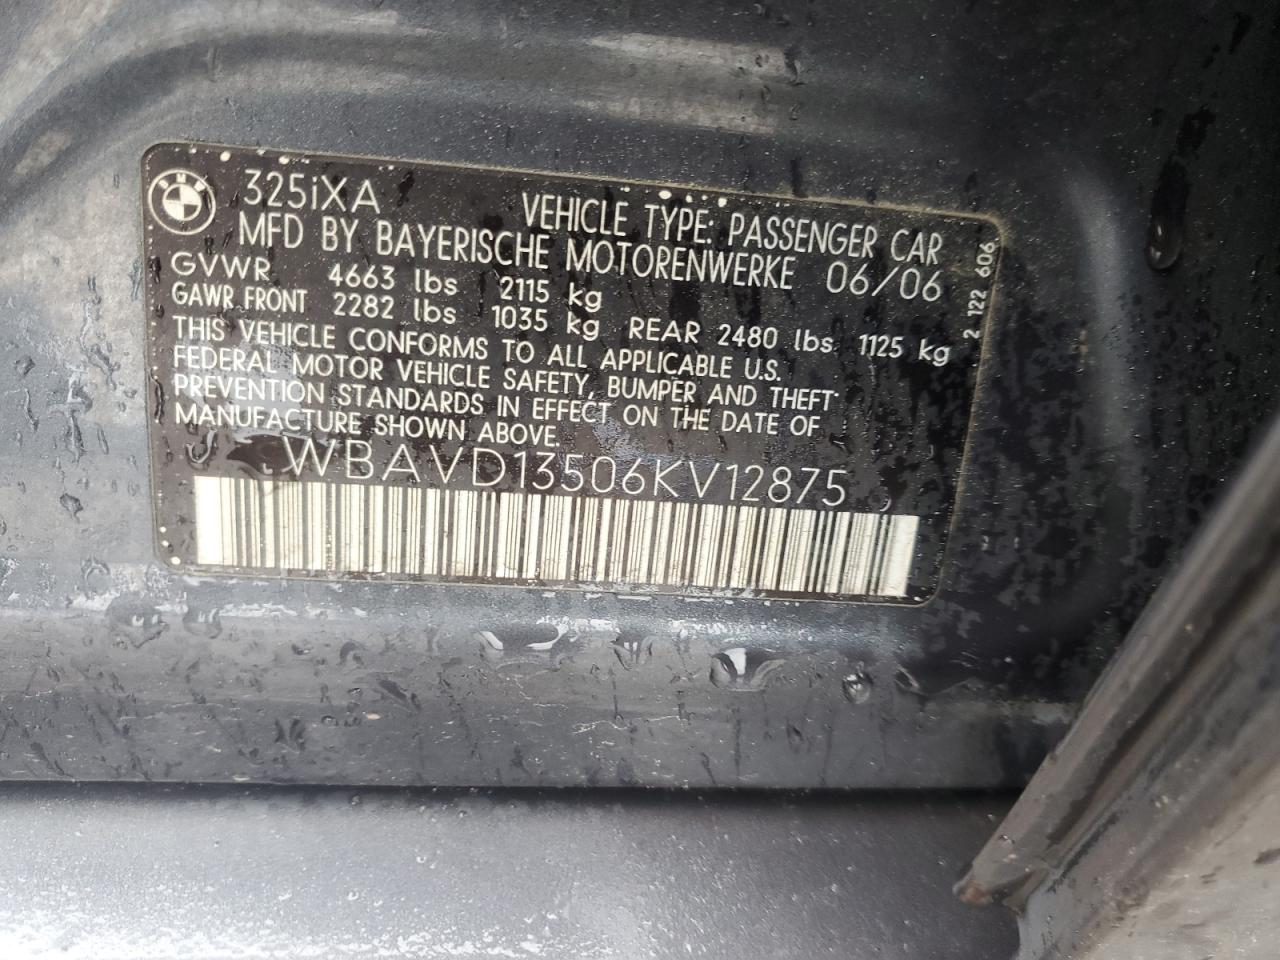 BMW 325iXA
VEHICLE TYPE: PASSENGER CAR
MFD BY BAYERISCHE MOTORENWERKE 06/06
GVWR 4663 lbs 2115 kg
GAWR FRONT 2282 lbs 1035 kg REAR 2480 lbs 1125 kg
THIS VEHICLE CONFORMS TO ALL APPLICABLE U.S.
FEDERAL MOTOR VEHICLE SAFETY, BUMPER AND THEFT
PREVENTION STANDARDS IN EFFECT ON THE DATE OF
MANUFACTURE SHOWN ABOVE.
WBAVD13506KV12875
2 122 606